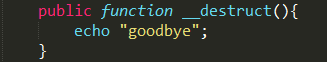 public function __destruct(){
echo "goodbye";
}